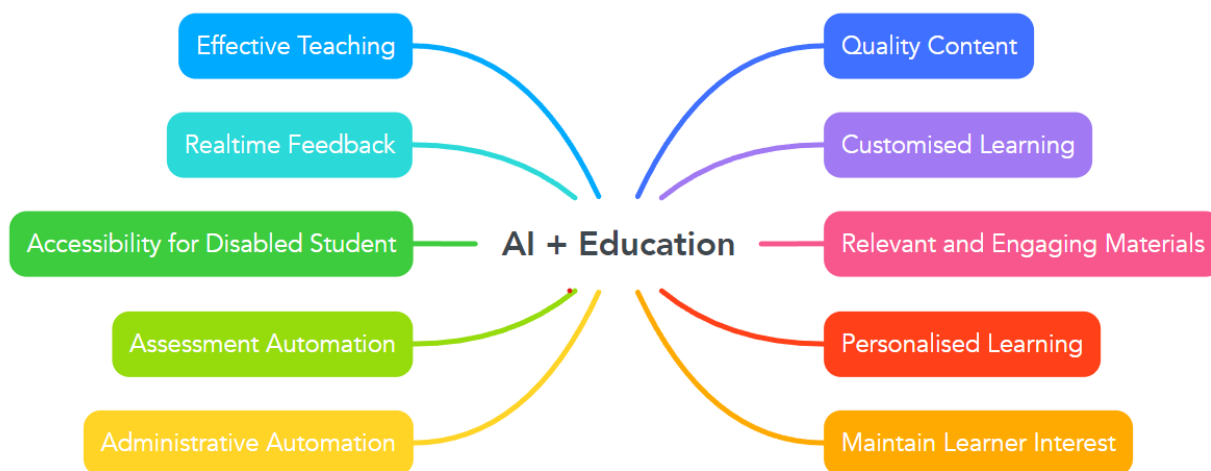 Effective Teaching
Realtime Feedback
Accessibility for Disabled Student
Assessment Automation
Administrative Automation
AI + Education
Quality Content
Customised Learning
Relevant and Engaging Materials
Personalised Learning
Maintain Learner Interest